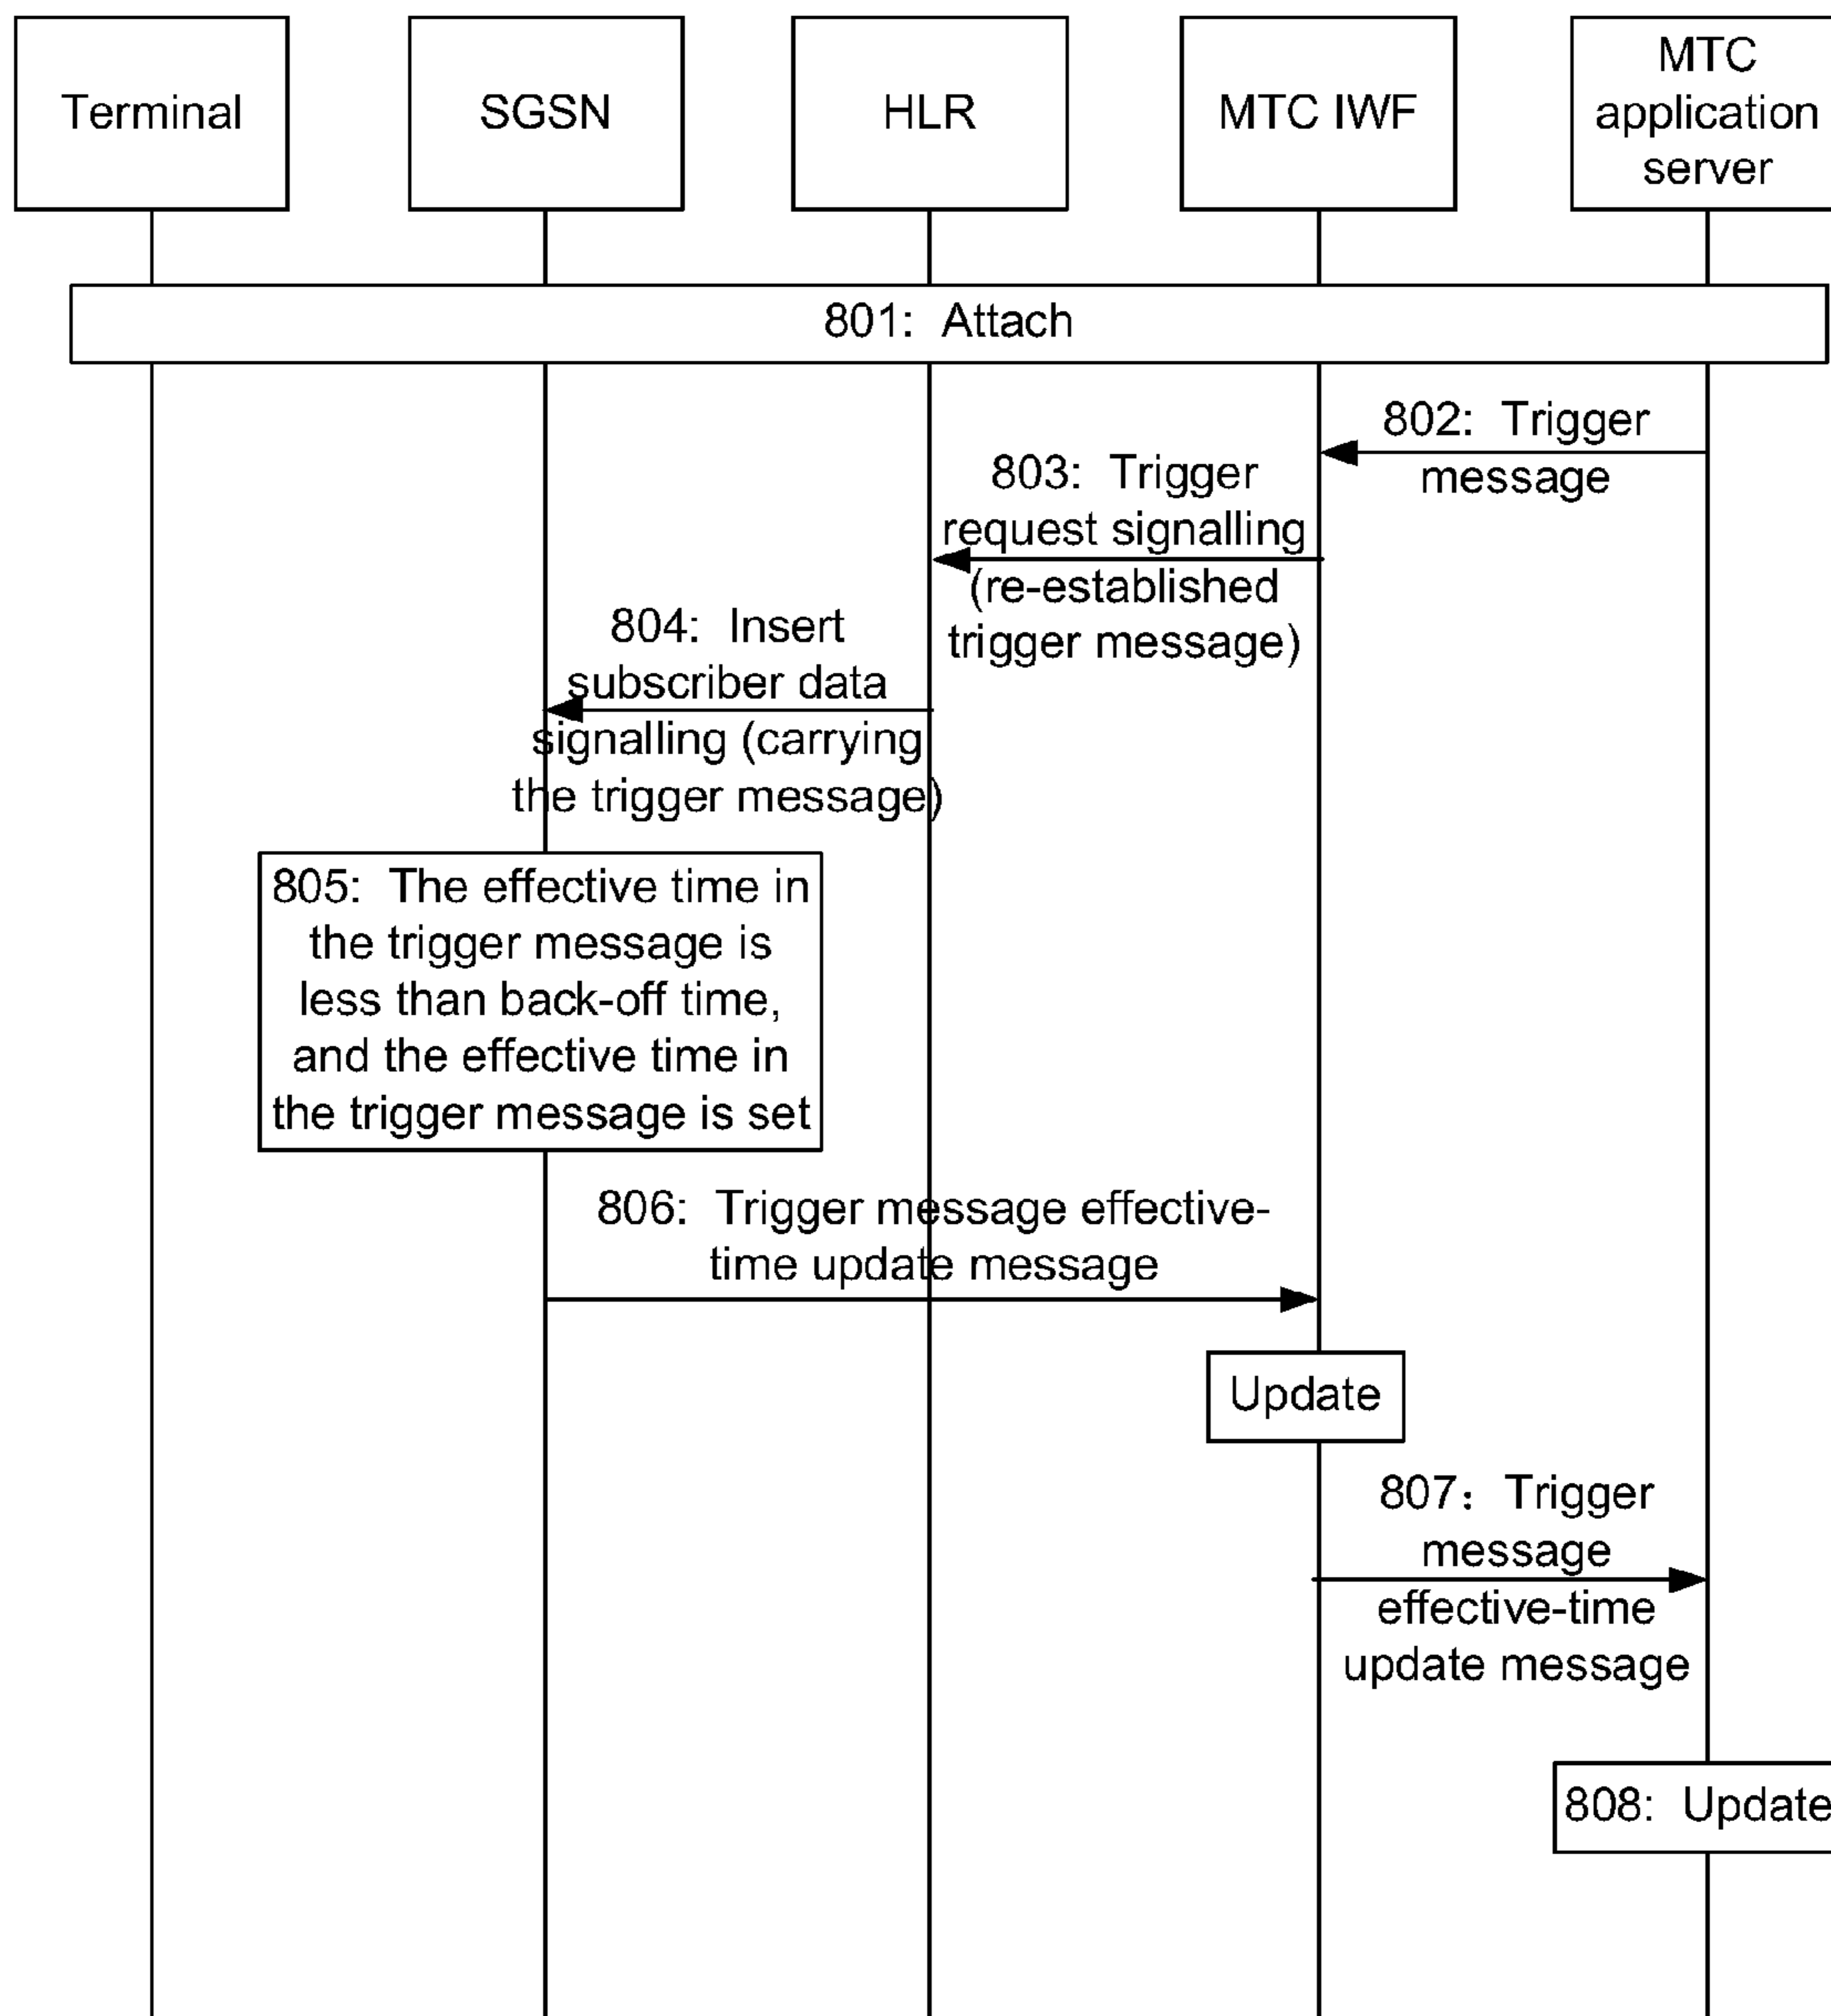 Terminal
SGSN
HLR
MTC IWF
MTC
application
server
801: Attach
802: Trigger
message
803: Trigger
request signalling
(re-established
trigger message)
804: Insert
subscriber data
signalling (carrying
the trigger message)
805: The effective time in
the trigger message is
less than back-off time,
and the effective time in
the trigger message is set
806: Trigger message effective-
time update message
Update
807: Trigger
message
effective-time
update message
808: Update